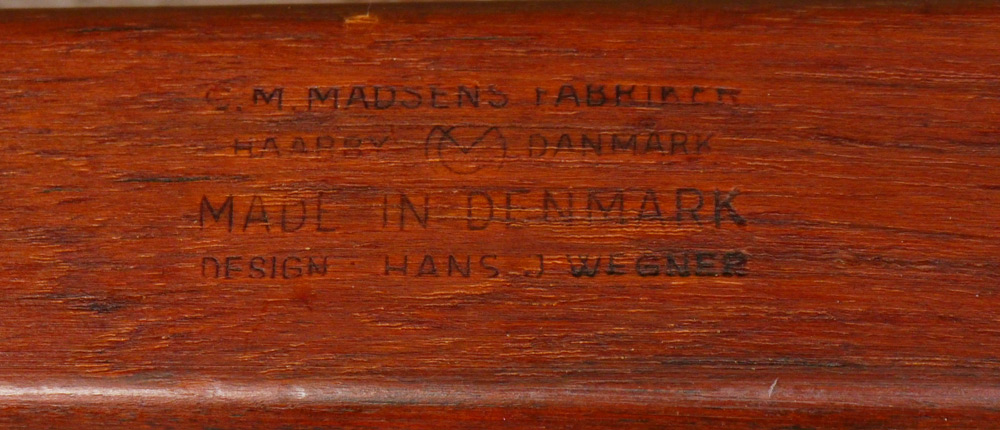 C. M. MADSENS FABRIKER
HAARBY DANMARK
MADE IN DENMARK
DESIGN: HANS J. WEGNER